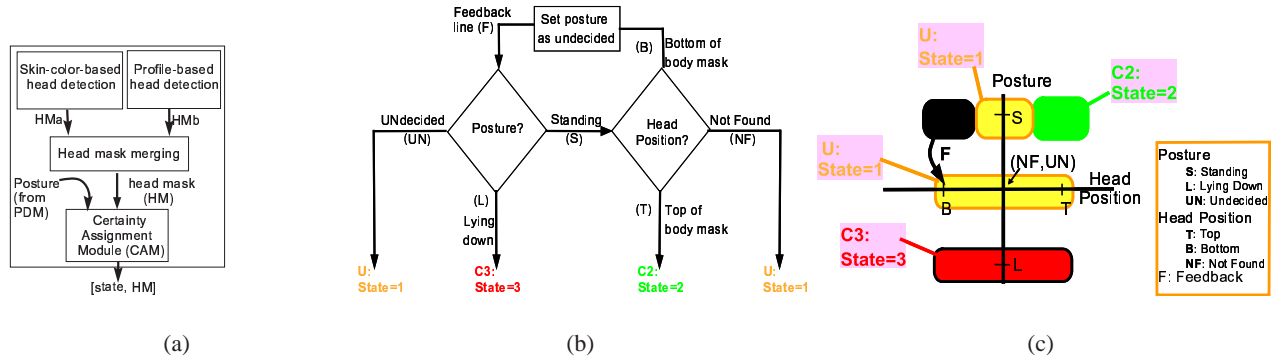 Skin-color-based
head detection
Profile-based
head detection
HMa
HMb
Head mask merging
Posture
(from
PDM)
head mask
(HM)
Certainty
Assignment
Module (CAM)
[state, HM]
(a)
Feedback
line (F)
Set posture
as undecided
(B)
Bottom of
body mask
UNdecided
(UN)
Posture?
Standing
(S)
Head
Position?
Not Found
(NF)
(L)
Lying
down
(T)
Top of
body mask
U:
State=1
C3:
State=3
C2:
State=2
U:
State=1
(b)
U:
State=1
Posture
C2:
State=2
S
F
U:
State=1
(NF,UN)
Head
Position
B
T
C3:
State=3
L
Posture
S: Standing
L: Lying Down
UN: Undecided
Head Position
T: Top
B: Bottom
NF: Not Found
F: Feedback
(c)